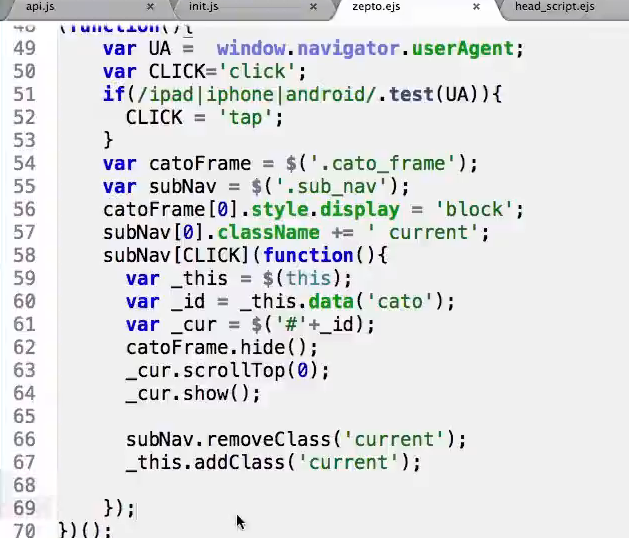 api.js × init.js × zepto.ejs × head_script.ejs
48 (function(){
49 var UA = window.navigator.userAgent;
50 var CLICK='click';
51 if(/ipad|iphone|android/.test(UA)){
52 CLICK = 'tap';
53 }
54 var catoFrame = $('.cato_frame');
55 var subNav = $('.sub_nav');
56 catoFrame[0].style.display = 'block';
57 subNav[0].className += ' current';
58 subNav[CLICK](function(){
59 var _this = $(this);
60 var _id = _this.data('cato');
61 var _cur = $('#'+_id);
62 catoFrame.hide();
63 _cur.scrollTop(0);
64 _cur.show();
65
66 subNav.removeClass('current');
67 _this.addClass('current');
68
69 });
70 })();